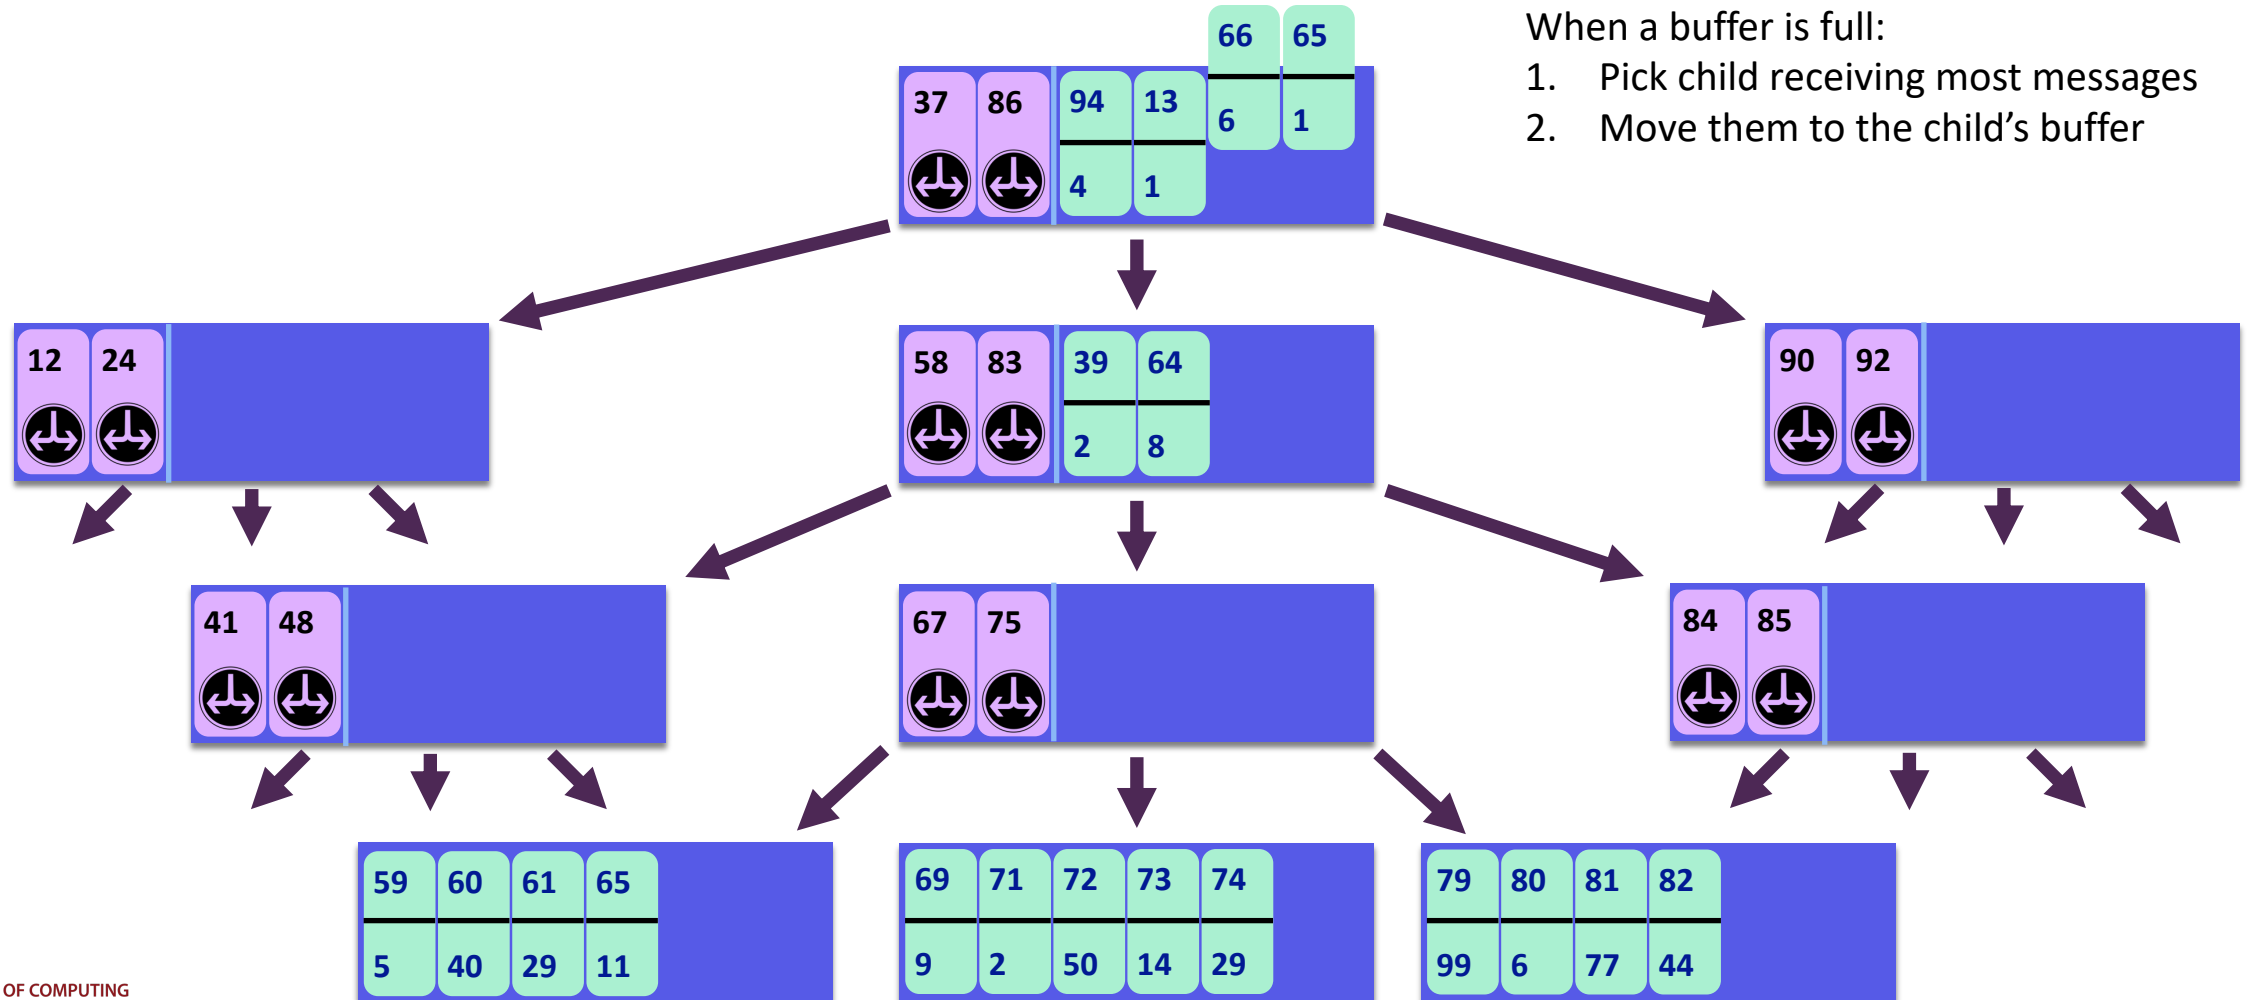 When a buffer is full:
1. Pick child receiving most messages
2. Move them to the child's buffer
66 65
37 86 94 13
6 1
4 1
12 24
58 83 39 64
2 8
90 92
41 48
67 75
84 85
59 60 61 65
5 40 29 11
69 71 72 73 74
9 2 50 14 29
79 80 81 82
99 6 77 44
OF COMPUTING